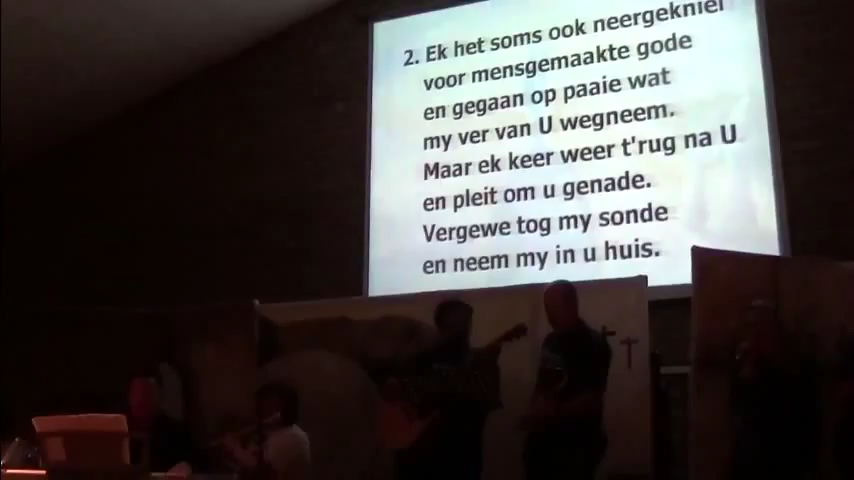 2. Ek het soms ook neergekniel
voor mensgemaakte gode
en gegaan op paaie wat
my ver van U wegneem.
Maar ek keer weer t'rug na U
en pleit om u genade.
Vergewe tog my sonde
en neem my in u huis.